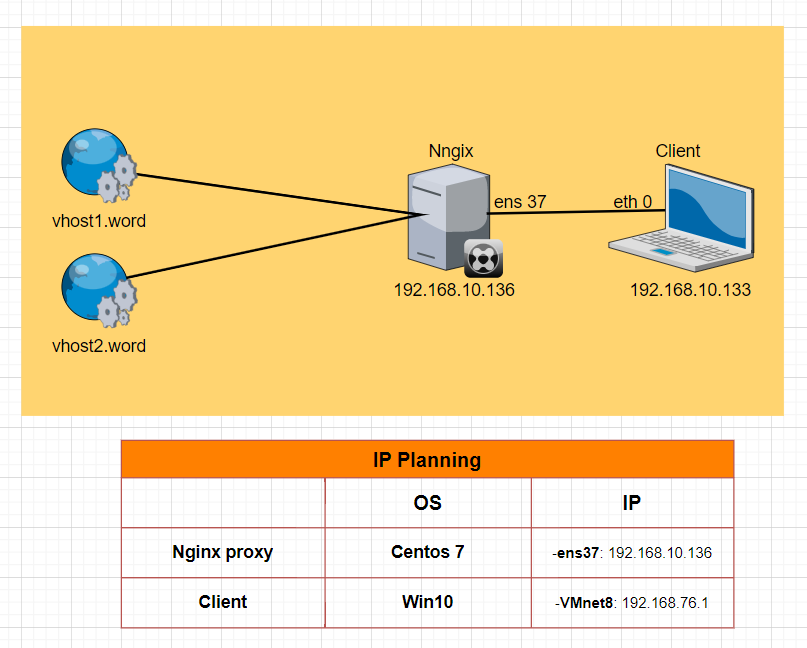 Nngix
Client
ens 37
eth 0
vhost1.word
192.168.10.136
192.168.10.133
vhost2.word
IP Planning
OS
IP
Nginx proxy
Centos 7
-ens37: 192.168.10.136
Client
Win10
-VMnet8: 192.168.76.1